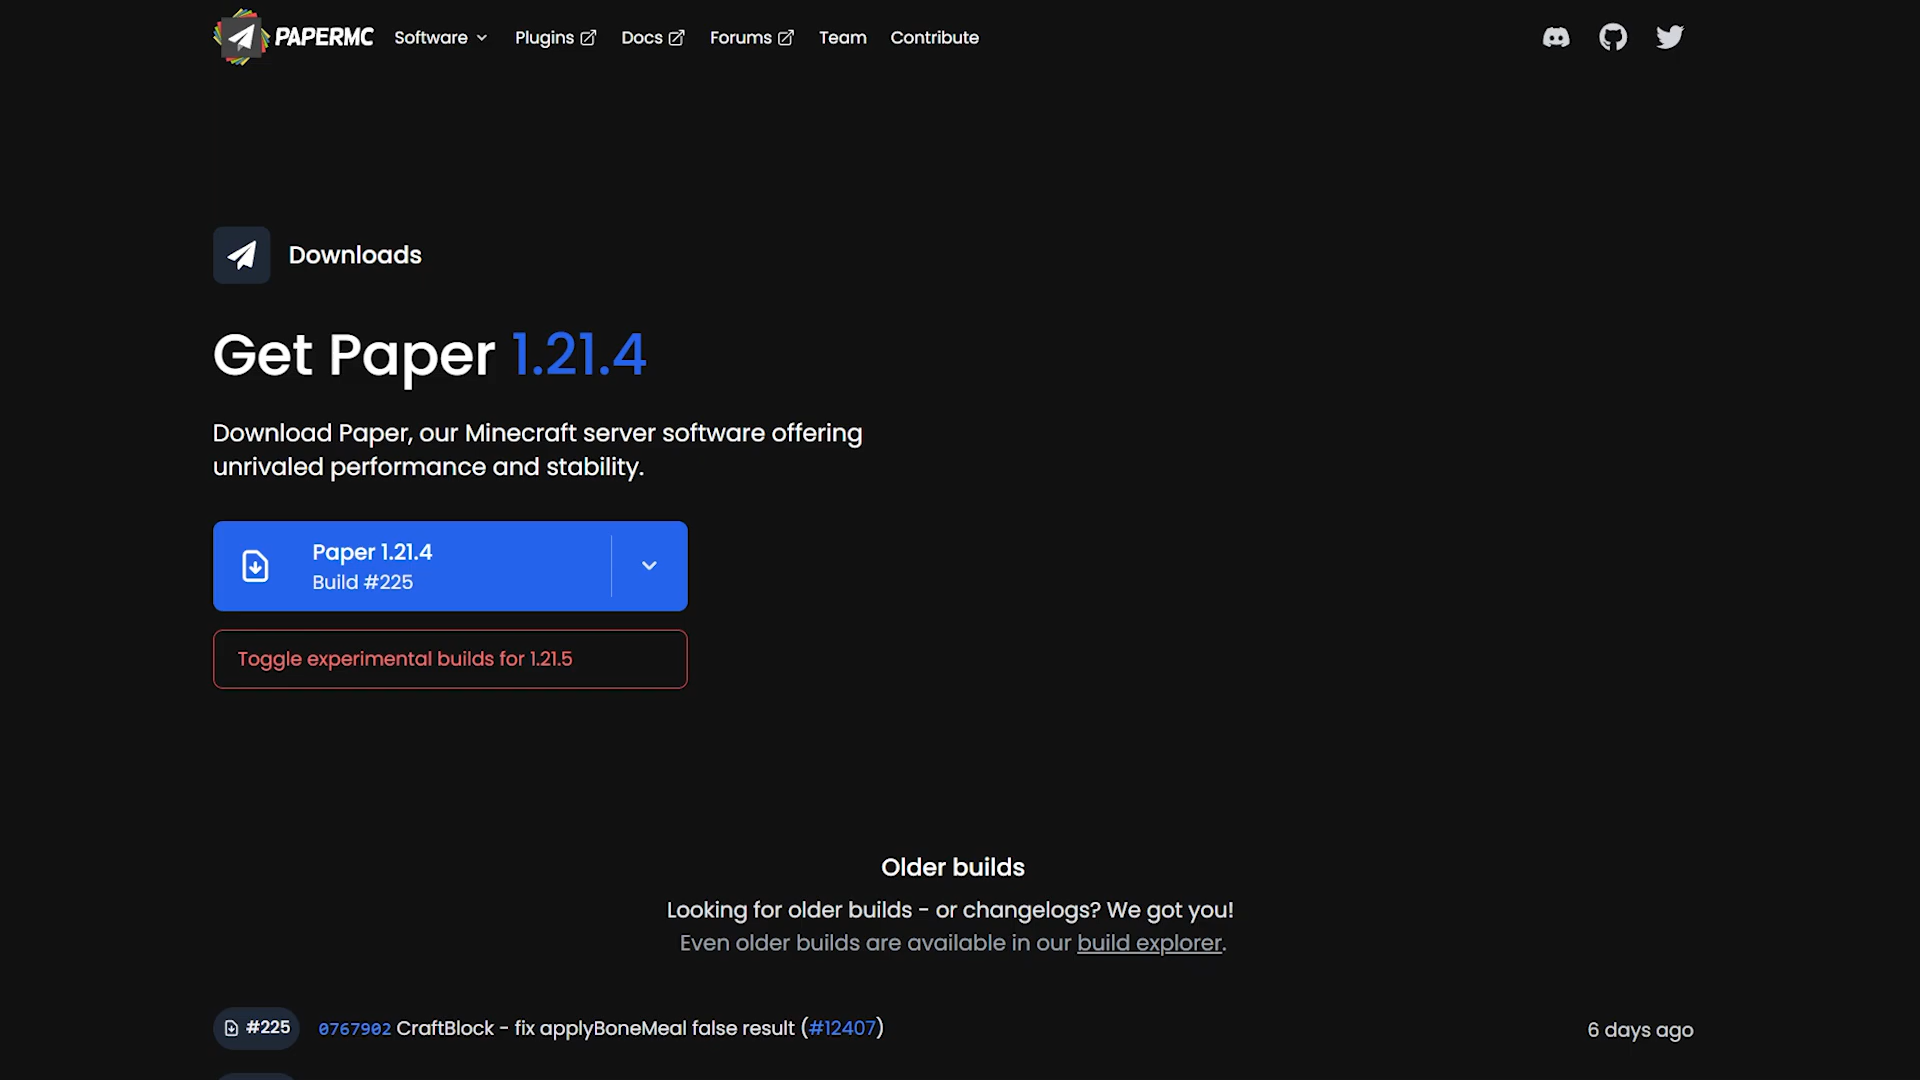 PAPERMC Software Plugins Docs Forums Team Contribute
Downloads
Get Paper 1.21.4
Download Paper, our Minecraft server software offering
unrivaled performance and stability.
Paper 1.21.4
Build #225
Toggle experimental builds for 1.21.5
Older builds
Looking for older builds - or changelogs? We got you!
Even older builds are available in our build explorer.
#225 0767902 CraftBlock - fix applyBoneMeal false result (#12407) 6 days ago